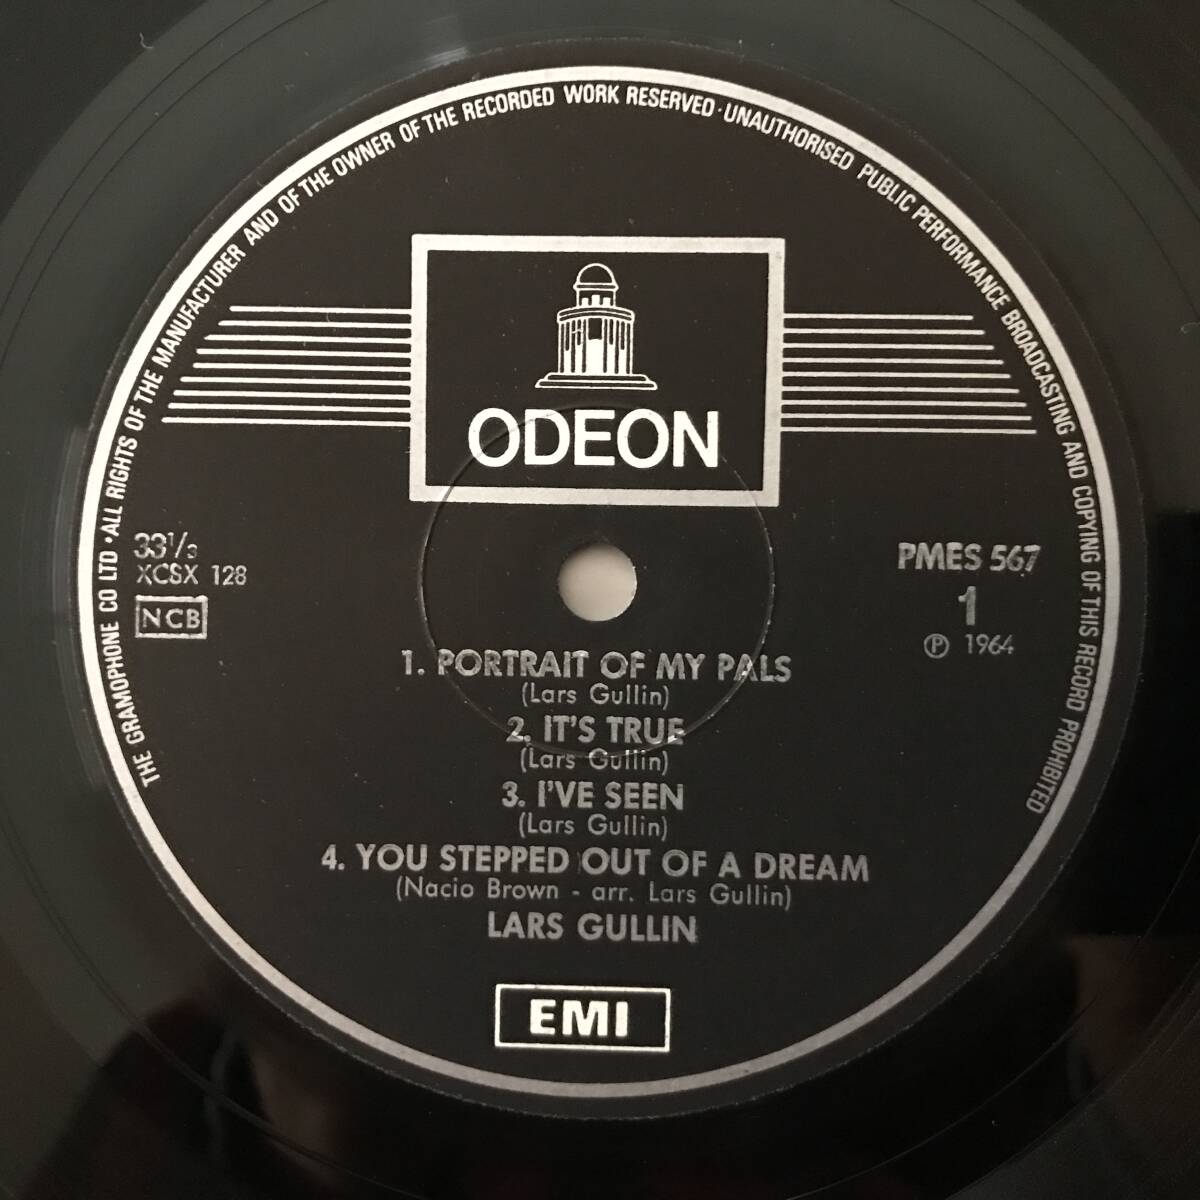 THE GRAMOPHONE CO LTD · ALL RIGHTS OF THE MANUFACTURER AND OF THE OWNER OF THE RECORDED WORK RESERVED · UNAUTHORISED PUBLIC PERFORMANCE BROADCASTING AND COPYING OF THIS RECORD PROHIBITED
ODEON
33⅓
XCSX 128
NCB
PMES 567
1
℗ 1964
1. PORTRAIT OF MY PALS
(Lars Gullin)
2. IT'S TRUE
(Lars Gullin)
3. I'VE SEEN
(Lars Gullin)
4. YOU STEPPED OUT OF A DREAM
(Nacio Brown - arr. Lars Gullin)
LARS GULLIN
EMI